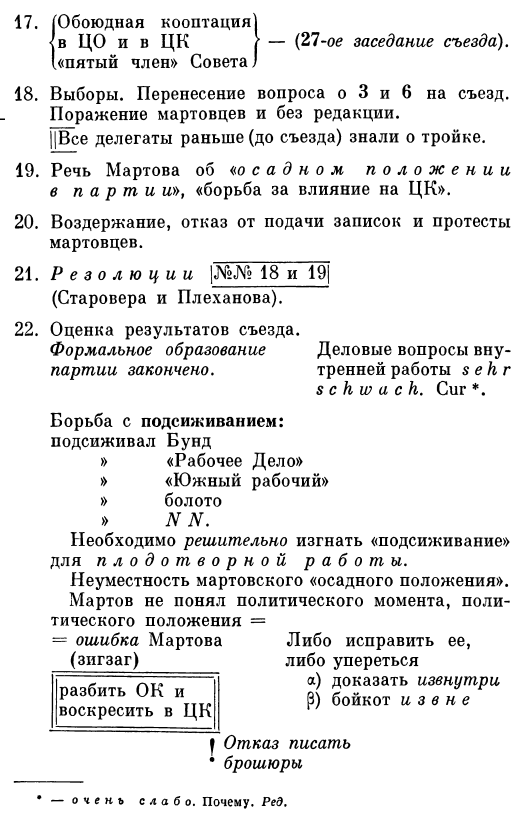 17. {Обоюдная кооптация
в ЦО и в ЦК } — (27-ое заседание съезда).
«пятый член» Совета
18. Выборы. Перенесение вопроса о 3 и 6 на съезд.
Поражение мартовцев и без редакции.
||Все делегаты раньше (до съезда) знали о тройке.
19. Речь Мартова об «осадном положении
в партии», «борьба за влияние на ЦК».
20. Воздержание, отказ от подачи записок и протесты
мартовцев.
21. Резолюции |№№ 18 и 19|
(Старовера и Плеханова).
22. Оценка результатов съезда.
Формальное образование Деловые вопросы вну-
партии закончено. тренней работы sehr
schwach. Cur *.
Борьба с подсиживанием:
подсиживал Бунд
» «Рабочее Дело»
» «Южный рабочий»
» болото
» N N.
Необходимо решительно изгнать «подсиживание»
для плодотворной работы.
Неуместность мартовского «осадного положения».
Мартов не понял политического момента, поли-
тического положения =
= ошибка Мартова Либо исправить ее,
(зигзаг) либо упереться
α) доказать извнутри
разбить ОК и β) бойкот извне
воскресить в ЦК
! Отказ писать
брошюры
* — очень слабо. Почему. Ред.